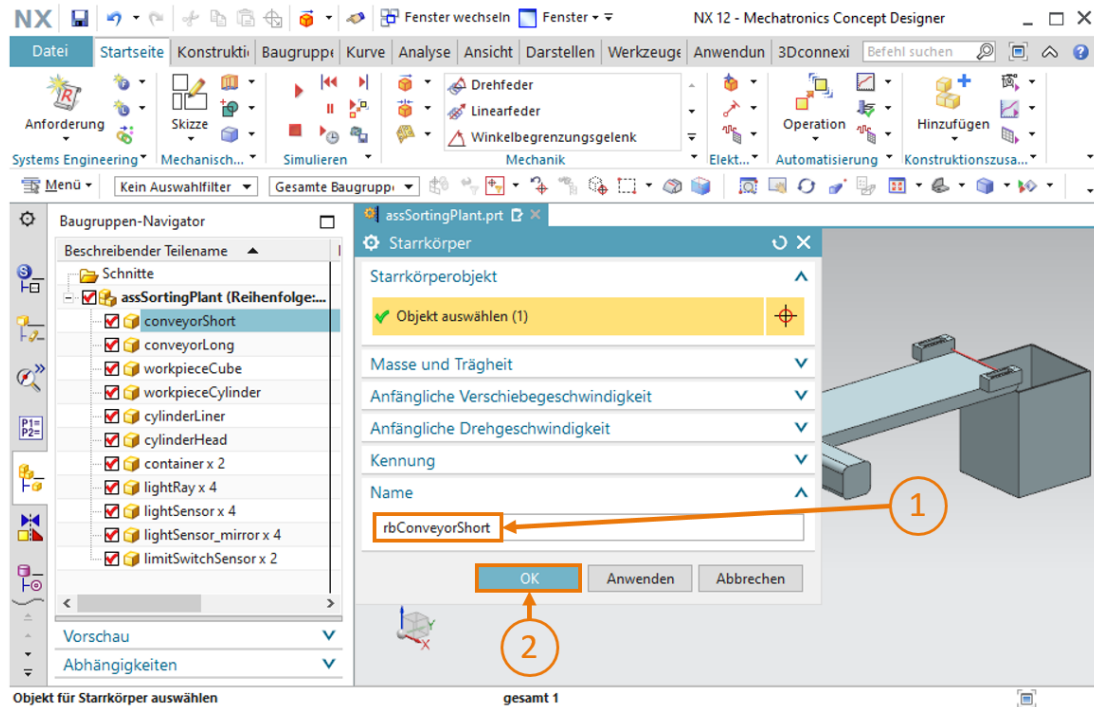 NX
Fenster wechseln
Fenster
NX 12 - Mechatronics Concept Designer
Datei
Startseite
Konstrukti
Baugruppe
Kurve
Analyse
Ansicht
Darstellen
Werkzeuge
Anwendun
3Dconnexi
Befehl suchen
Anforderung
Skizze
Drehfeder
Linearfeder
Winkelbegrenzungsgelenk
Operation
Hinzufügen
Systems Engineering
Mechanisch...
Simulieren
Mechanik
Elekt...
Automatisierung
Konstruktionszusa...
Menü
Kein Auswahlfilter
Gesamte Baugruppe
Baugruppen-Navigator
Beschreibender Teilename
Schnitte
assSortingPlant (Reihenfolge:...
conveyorShort
conveyorLong
workpieceCube
workpieceCylinder
cylinderLiner
cylinderHead
container x 2
lightRay x 4
lightSensor x 4
lightSensor_mirror x 4
limitSwitchSensor x 2
P1=
P2=
Vorschau
Abhängigkeiten
assSortingPlant.prt
Starrkörper
Starrkörperobjekt
Objekt auswählen (1)
Masse und Trägheit
Anfängliche Verschiebegeschwindigkeit
Anfängliche Drehgeschwindigkeit
Kennung
Name
rbConveyorShort
1
OK
Anwenden
Abbrechen
2
Y
X
Objekt für Starrkörper auswählen
gesamt 1